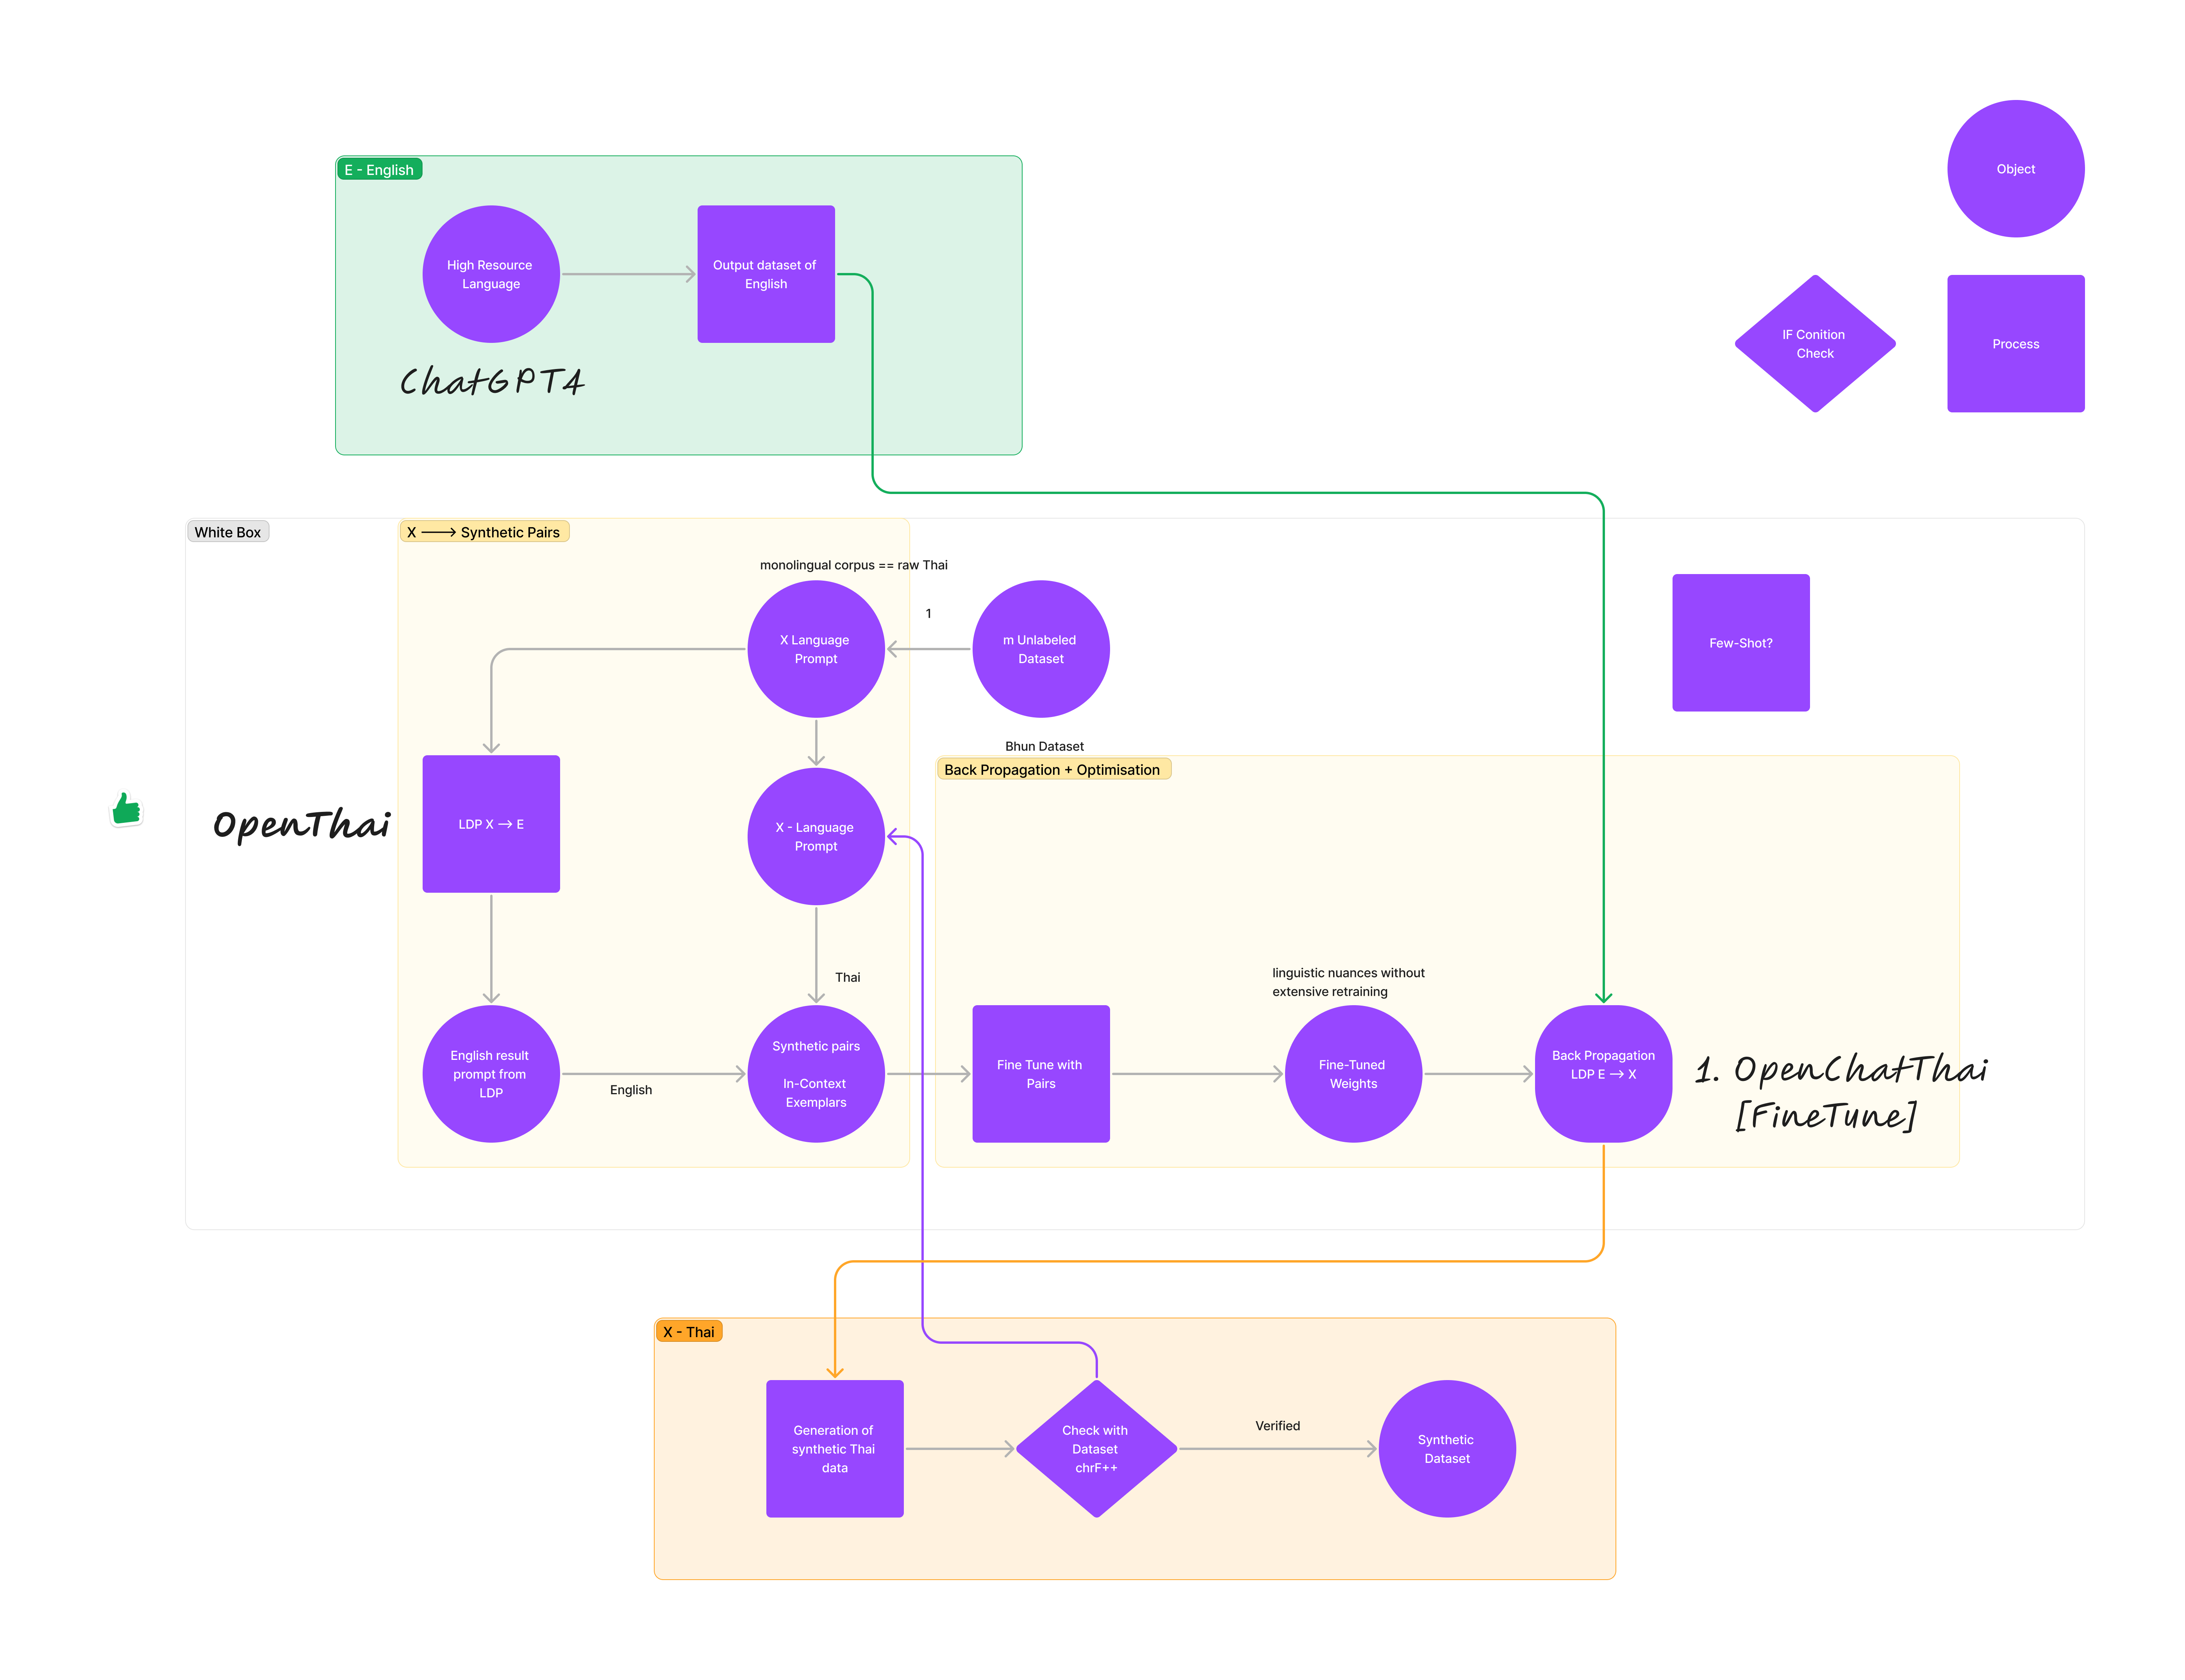 E - English
High Resource
Language
Output dataset of
English
ChatGPT4
Object
IF Conition
Check
Process
White Box
X ⟶ Synthetic Pairs
monolingual corpus == raw Thai
X Language
Prompt
1
m Unlabeled
Dataset
Few-Shot?
Bhun Dataset
Back Propagation + Optimisation
OpenThai
LDP X → E
X - Language
Prompt
Thai
English result
prompt from
LDP
English
Synthetic pairs
In-Context
Exemplars
Fine Tune with
Pairs
linguistic nuances without
extensive retraining
Fine-Tuned
Weights
Back Propagation
LDP E → X
1. OpenChatThai
[FineTune]
X - Thai
Generation of
synthetic Thai
data
Check with
Dataset
chrF++
Verified
Synthetic
Dataset